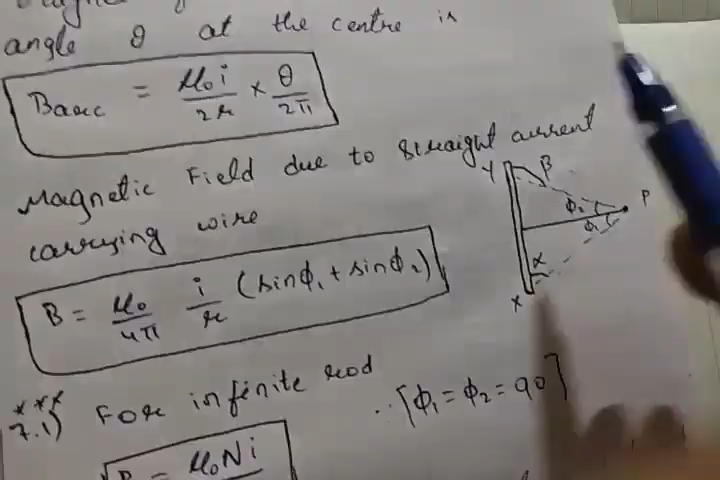 angle θ at the centre is
Barc = μ₀i/2r × θ/2π
Magnetic Field due to straight current
carrying wire
B = μ₀/4π i/r (sinφ₁ + sinφ₂)
Y β φ₂ P φ₁ α X
*** 7.1) For infinite rod ∴ [φ₁ = φ₂ = 90]
μ₀Ni